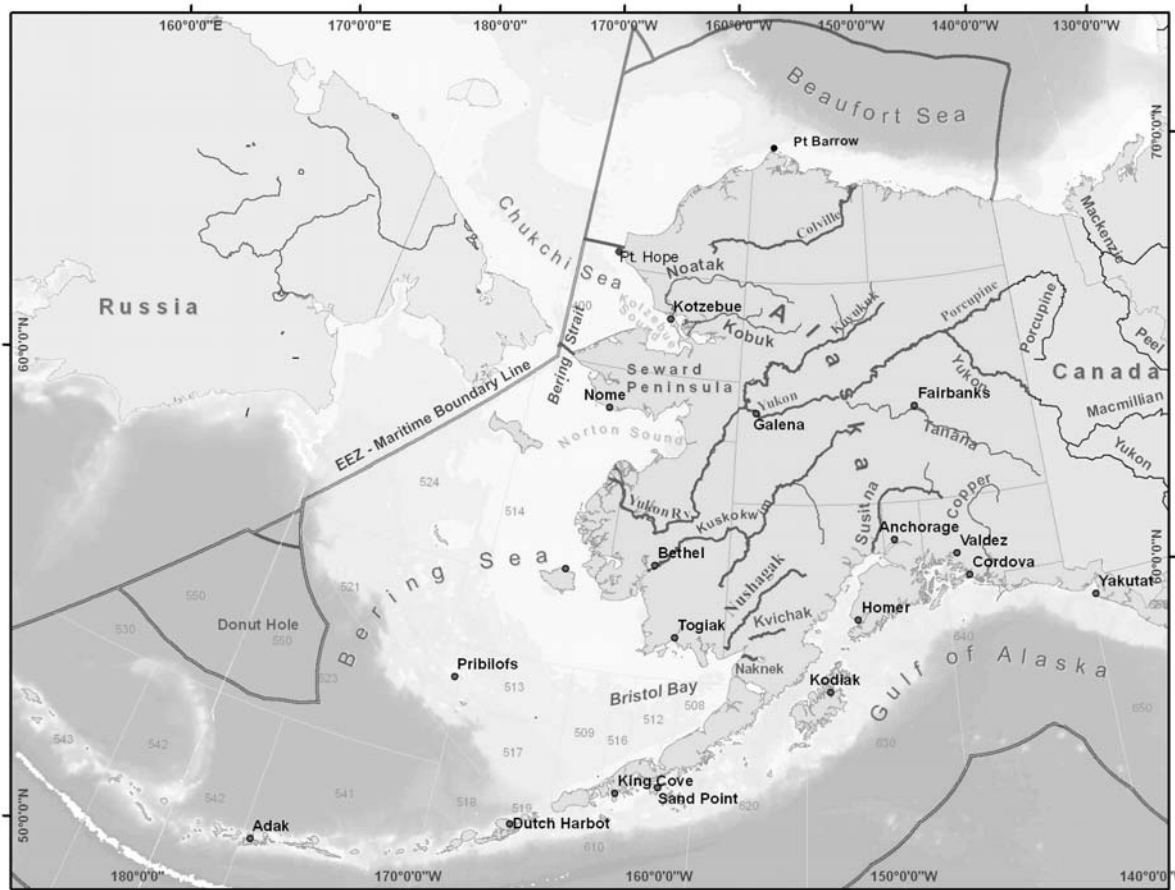 160°0'0"E
170°0'0"E
180°0'0"
170°0'0"W
160°0'0"W
150°0'0"W
140°0'0"W
130°0'0"W
Beaufort Sea
70°0'0"N
Pt Barrow
Chukchi Sea
Colville
Mackenzie
Pt. Hope
Noatak
Russia
400
Kotzebue Sound
Kotzebue
Kobuk
Alaska
Koyukuk
Porcupine
Porcupine
Peel
60°0'0"N
Bering Strait
Seward
Peninsula
Canada
EEZ - Maritime Boundary Line
Nome
Yukon
Galena
Fairbanks
Yukon
Macmillian
Norton Sound
Tanana
Yukon
524
514
Yukon Rv.
Kuskokwim
Susitna
Copper
Anchorage
Valdez
Bering Sea
Bethel
Cordova
60°0'0"N
Yakutat
521
550
Nushagak
530
Donut Hole
550
Togiak
Kvichak
Homer
640
523
Pribilofs
513
Naknek
Kodiak
Gulf of Alaska
Bristol Bay
508
512
509
516
650
543
542
517
630
King Cove
Sand Point
542
541
518
519
620
Dutch Harbot
50°0'0"N
Adak
610
180°0'0"
170°0'0"W
160°0'0"W
150°0'0"W
140°0'0"